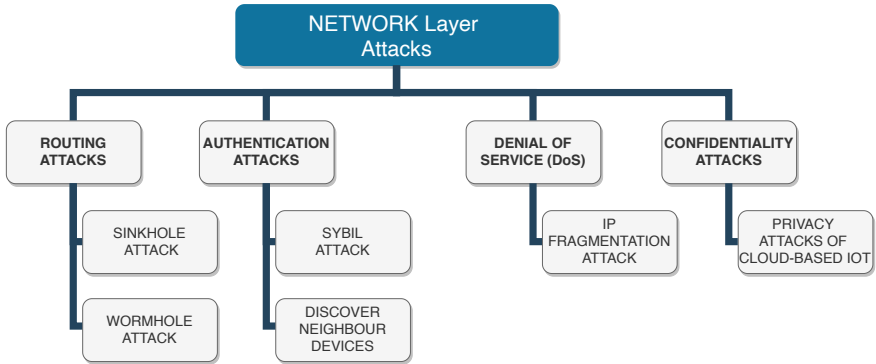 NETWORK Layer
Attacks
ROUTING
ATTACKS
AUTHENTICATION
ATTACKS
DENIAL OF
SERVICE (DoS)
CONFIDENTIALITY
ATTACKS
SINKHOLE
ATTACK
SYBIL
ATTACK
IP
FRAGMENTATION
ATTACK
PRIVACY
ATTACKS OF
CLOUD-BASED IOT
WORMHOLE
ATTACK
DISCOVER
NEIGHBOUR
DEVICES